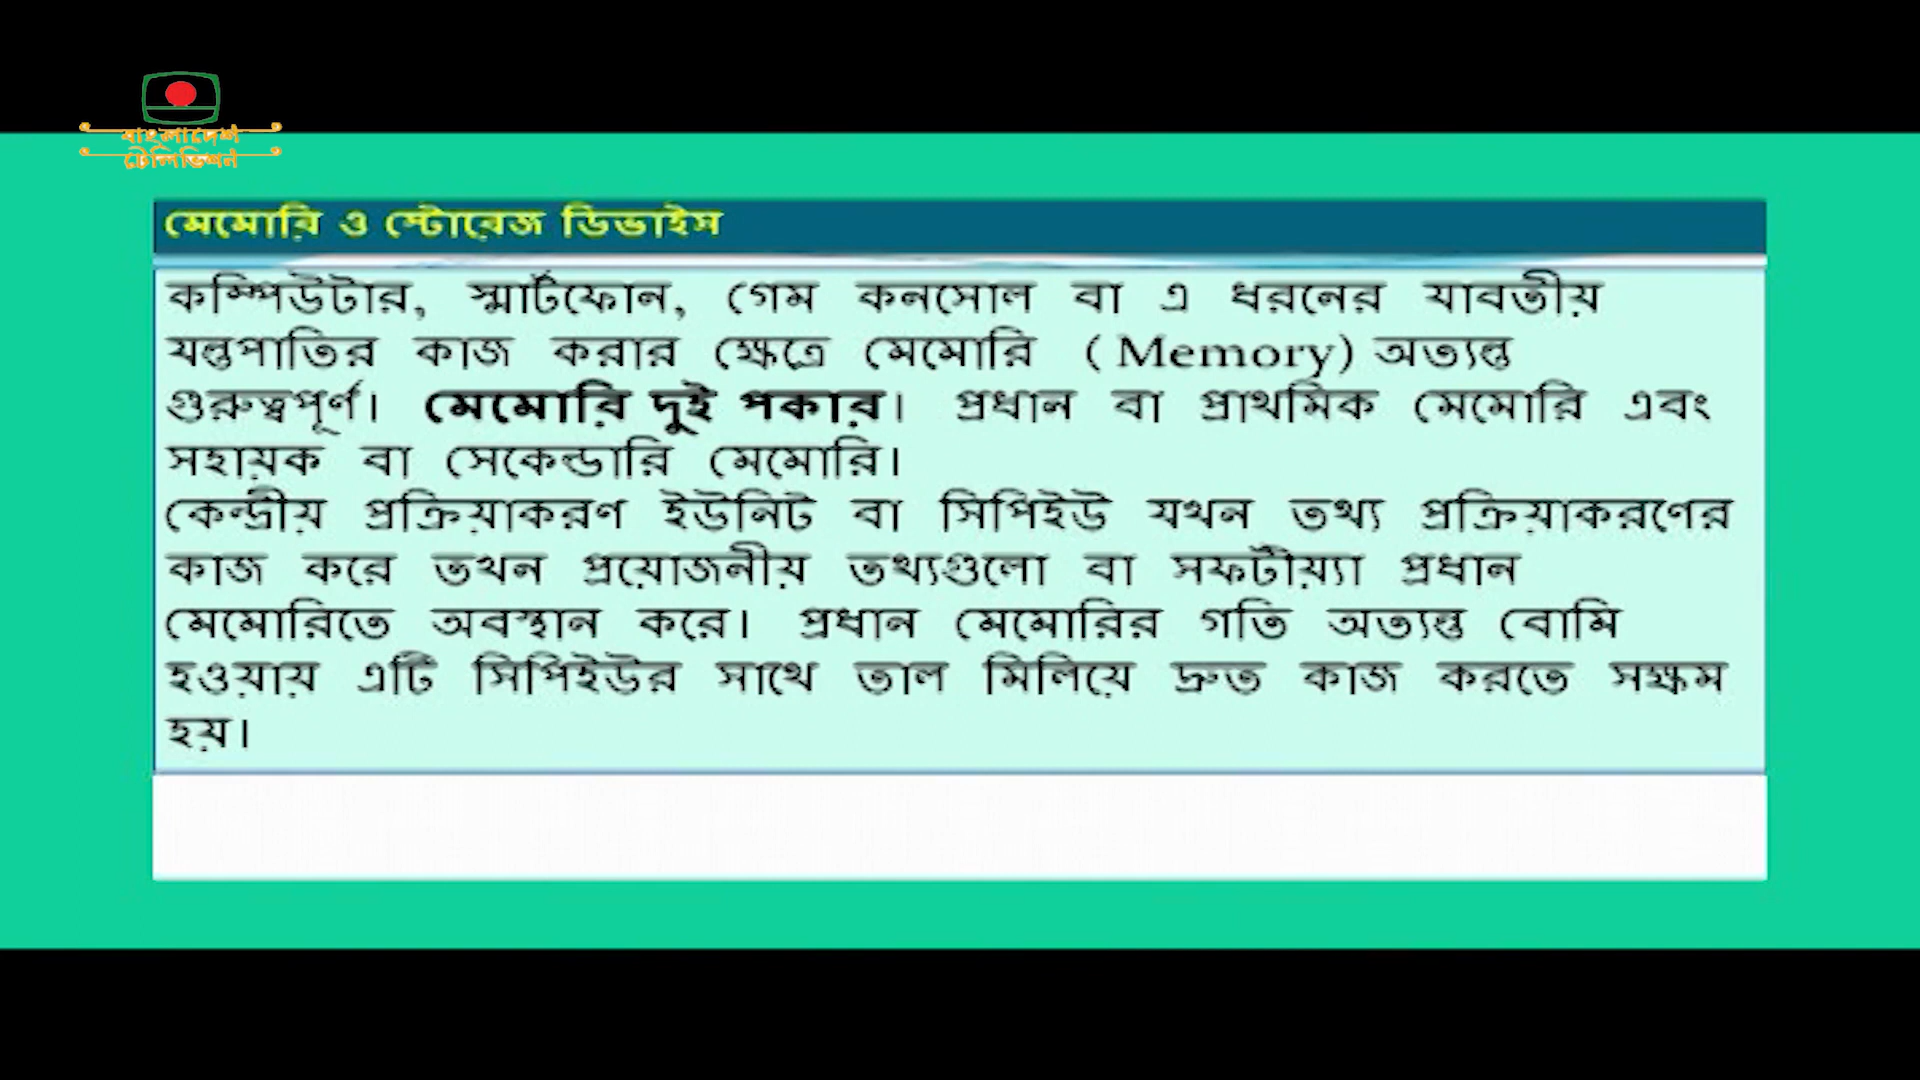 বাংলাদেশ
টেলিভিশন
মেমোরি ও স্টোরেজ ডিভাইস
কম্পিউটার, স্মার্টফোন, গেম কনসোল বা এ ধরনের যাবতীয়
যন্তপাতির কাজ করার ক্ষেত্রে মেমোরি ( Memory) অত্যন্ত
গুরুত্বপূর্ণ। মেমোরি দুই পকার। প্রধান বা প্রাথমিক মেমোরি এবং
সহায়ক বা সেকেন্ডারি মেমোরি।
কেন্দ্রীয় প্রক্রিয়াকরণ ইউনিট বা সিপিইউ যখন তথ্য প্রক্রিয়াকরণের
কাজ করে তখন প্রয়োজনীয় তথ্যগুলো বা সফটীয়্যা প্রধান
মেমোরিতে অবস্থান করে। প্রধান মেমোরির গতি অত্যন্ত বোমি
হওয়ায় এটি সিপিইউর সাথে তাল মিলিয়ে দ্রুত কাজ করতে সক্ষম
হয়।